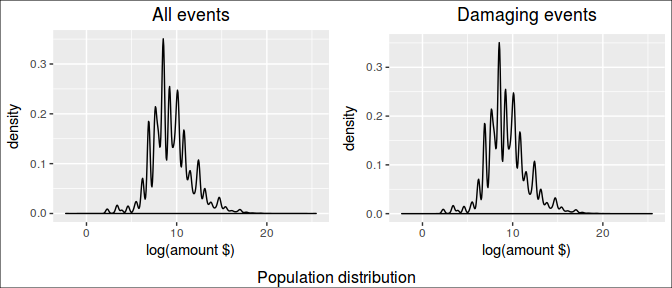 All events
Damaging events
0.3
0.2
0.1
0.0
density
0
10
20
log(amount $)
0.3
0.2
0.1
0.0
density
0
10
20
log(amount $)
Population distribution